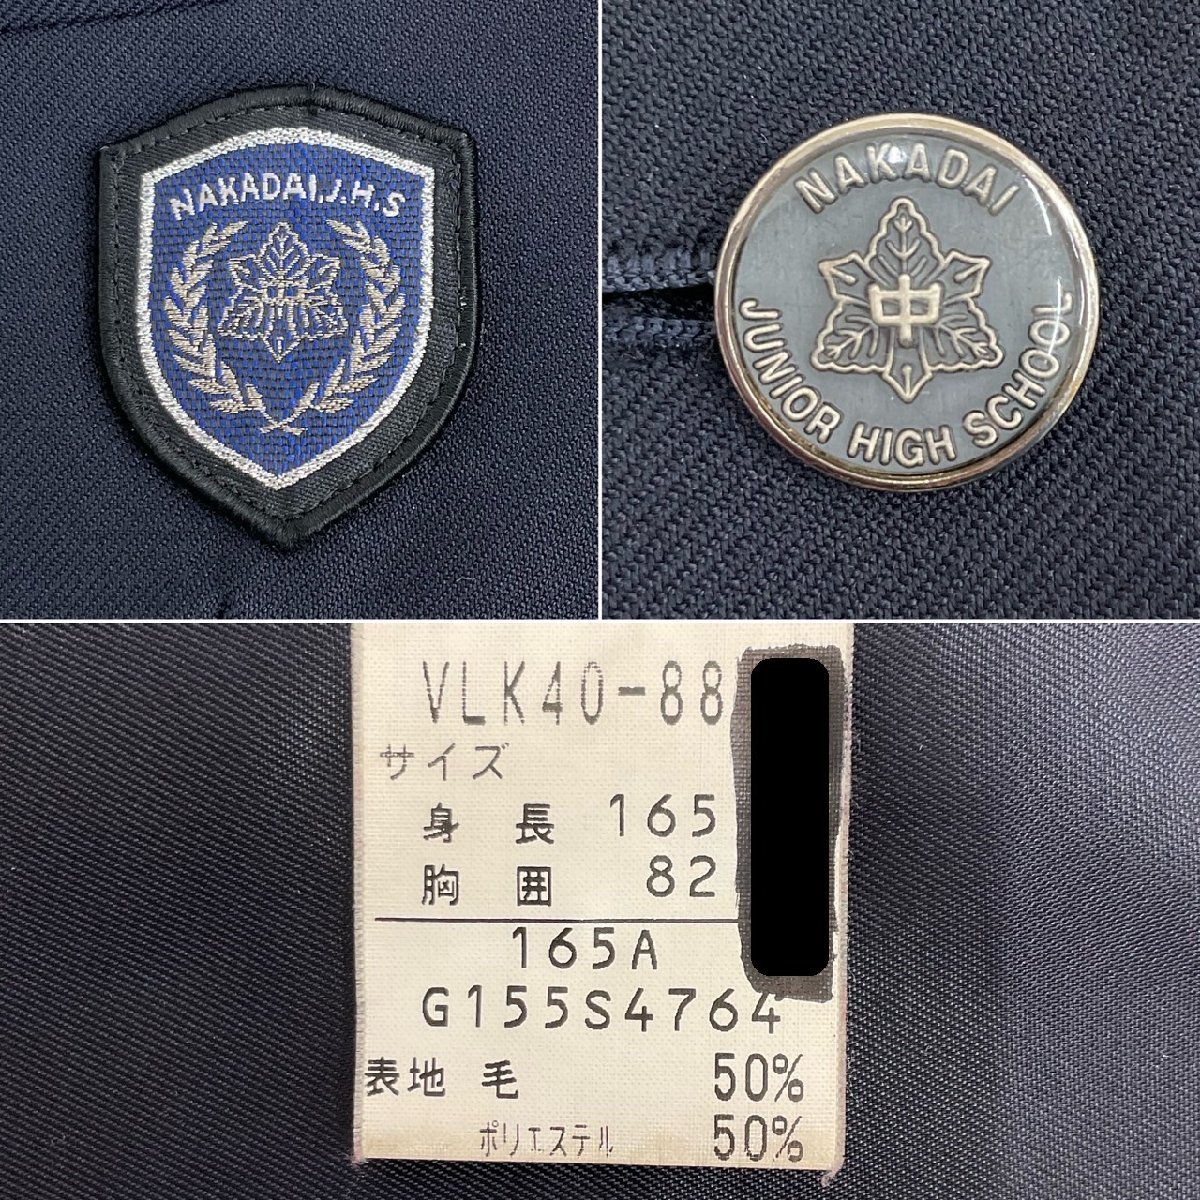 NAKADAI.J.H.S
NAKADAI
中
JUNIOR HIGH SCHOOL
VLK40-88
サイズ
身長 165
胸囲 82
165A
G155S4764
表地 毛 50%
ポリエステル 50%